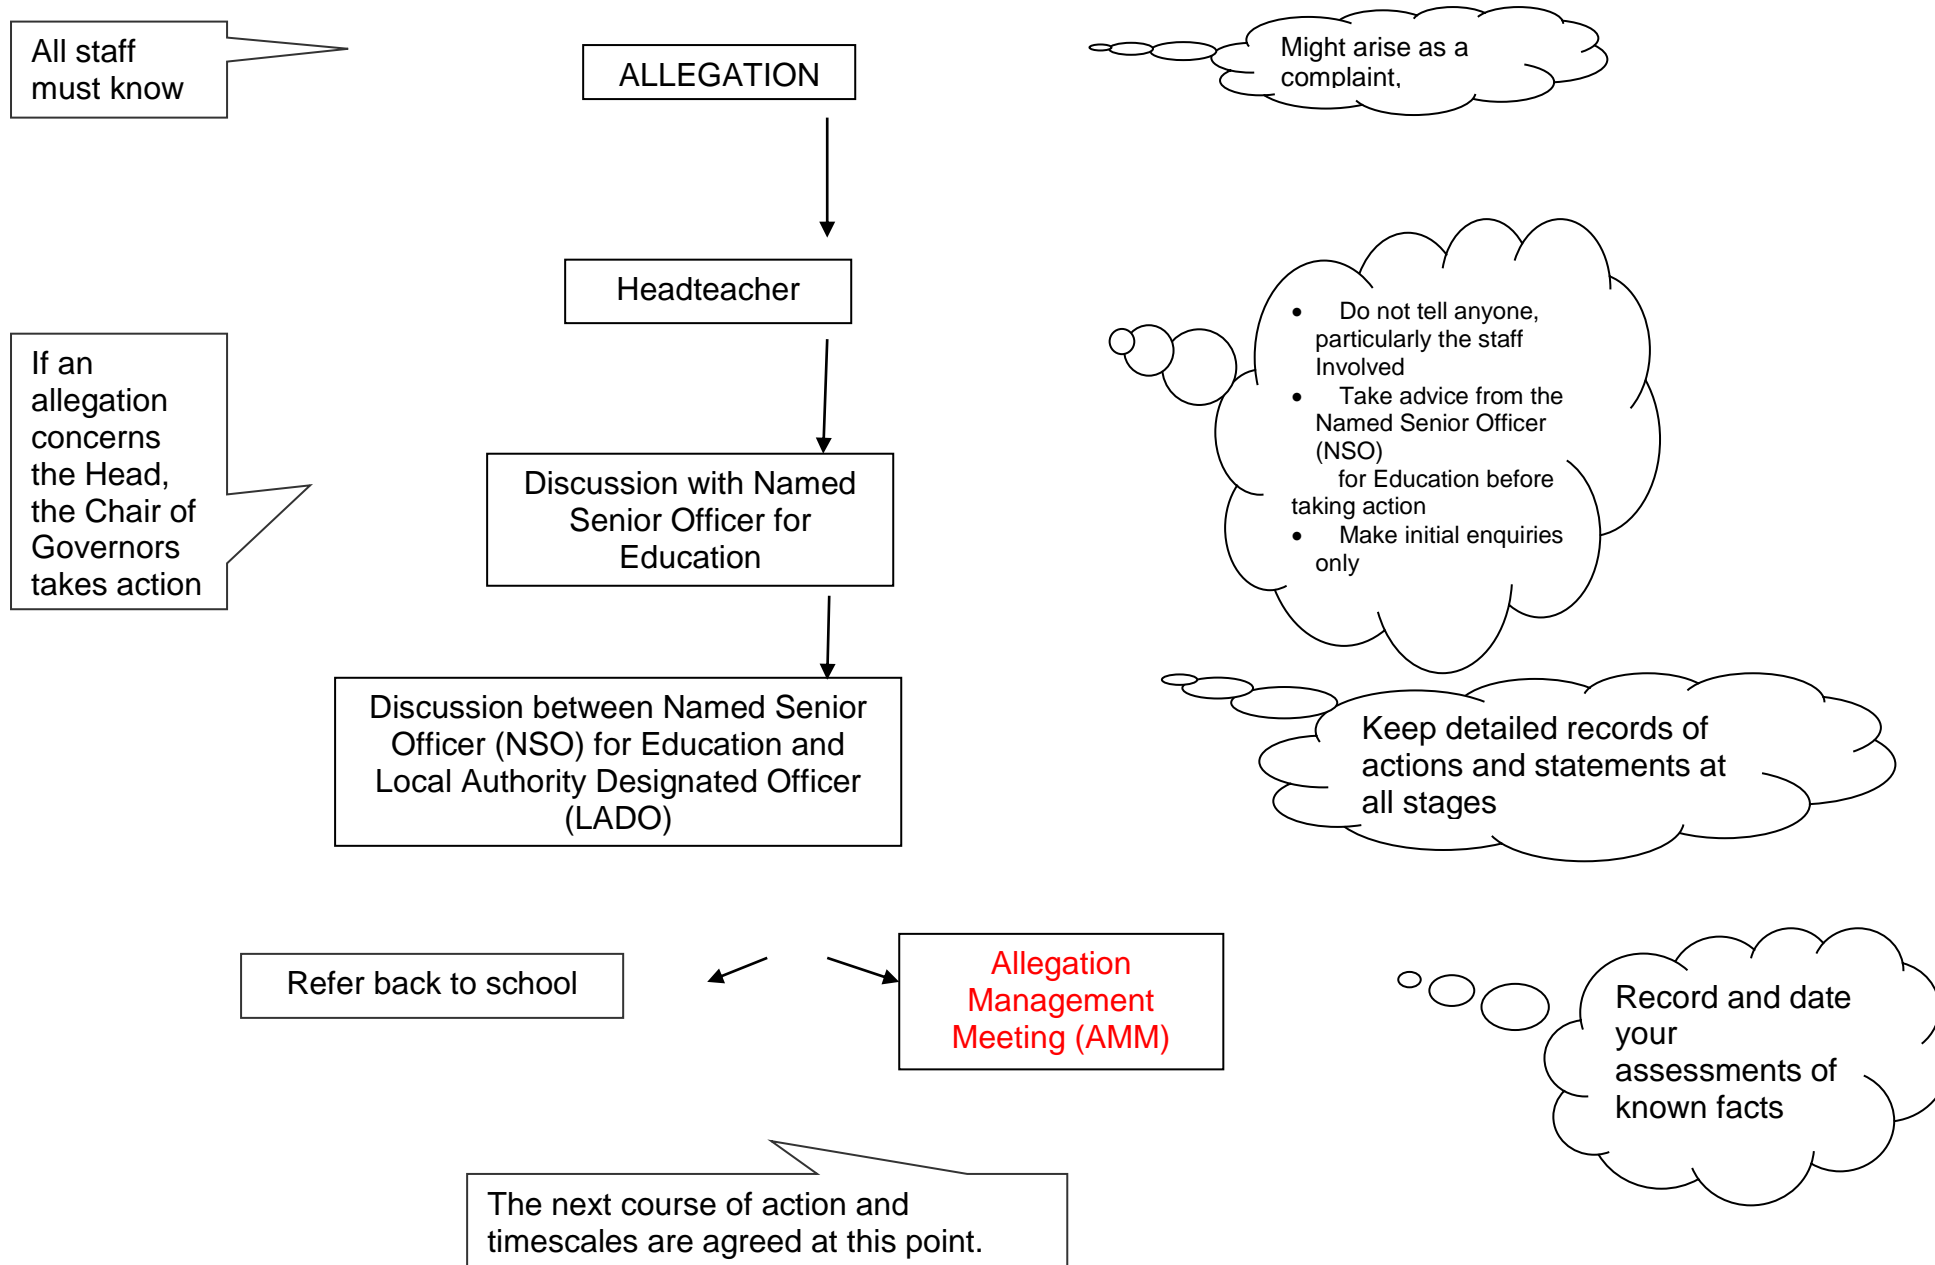 All staff
must know
ALLEGATION
Might arise as a
complaint,
Headteacher
If an
allegation
concerns
the Head,
the Chair of
Governors
takes action
• Do not tell anyone,
particularly the staff
Involved
• Take advice from the
Named Senior Officer
(NSO)
for Education before
taking action
• Make initial enquiries
only
Discussion with Named
Senior Officer for
Education
Discussion between Named Senior
Officer (NSO) for Education and
Local Authority Designated Officer
(LADO)
Keep detailed records of
actions and statements at
all stages
Refer back to school
Allegation
Management
Meeting (AMM)
Record and date
your
assessments of
known facts
The next course of action and
timescales are agreed at this point.